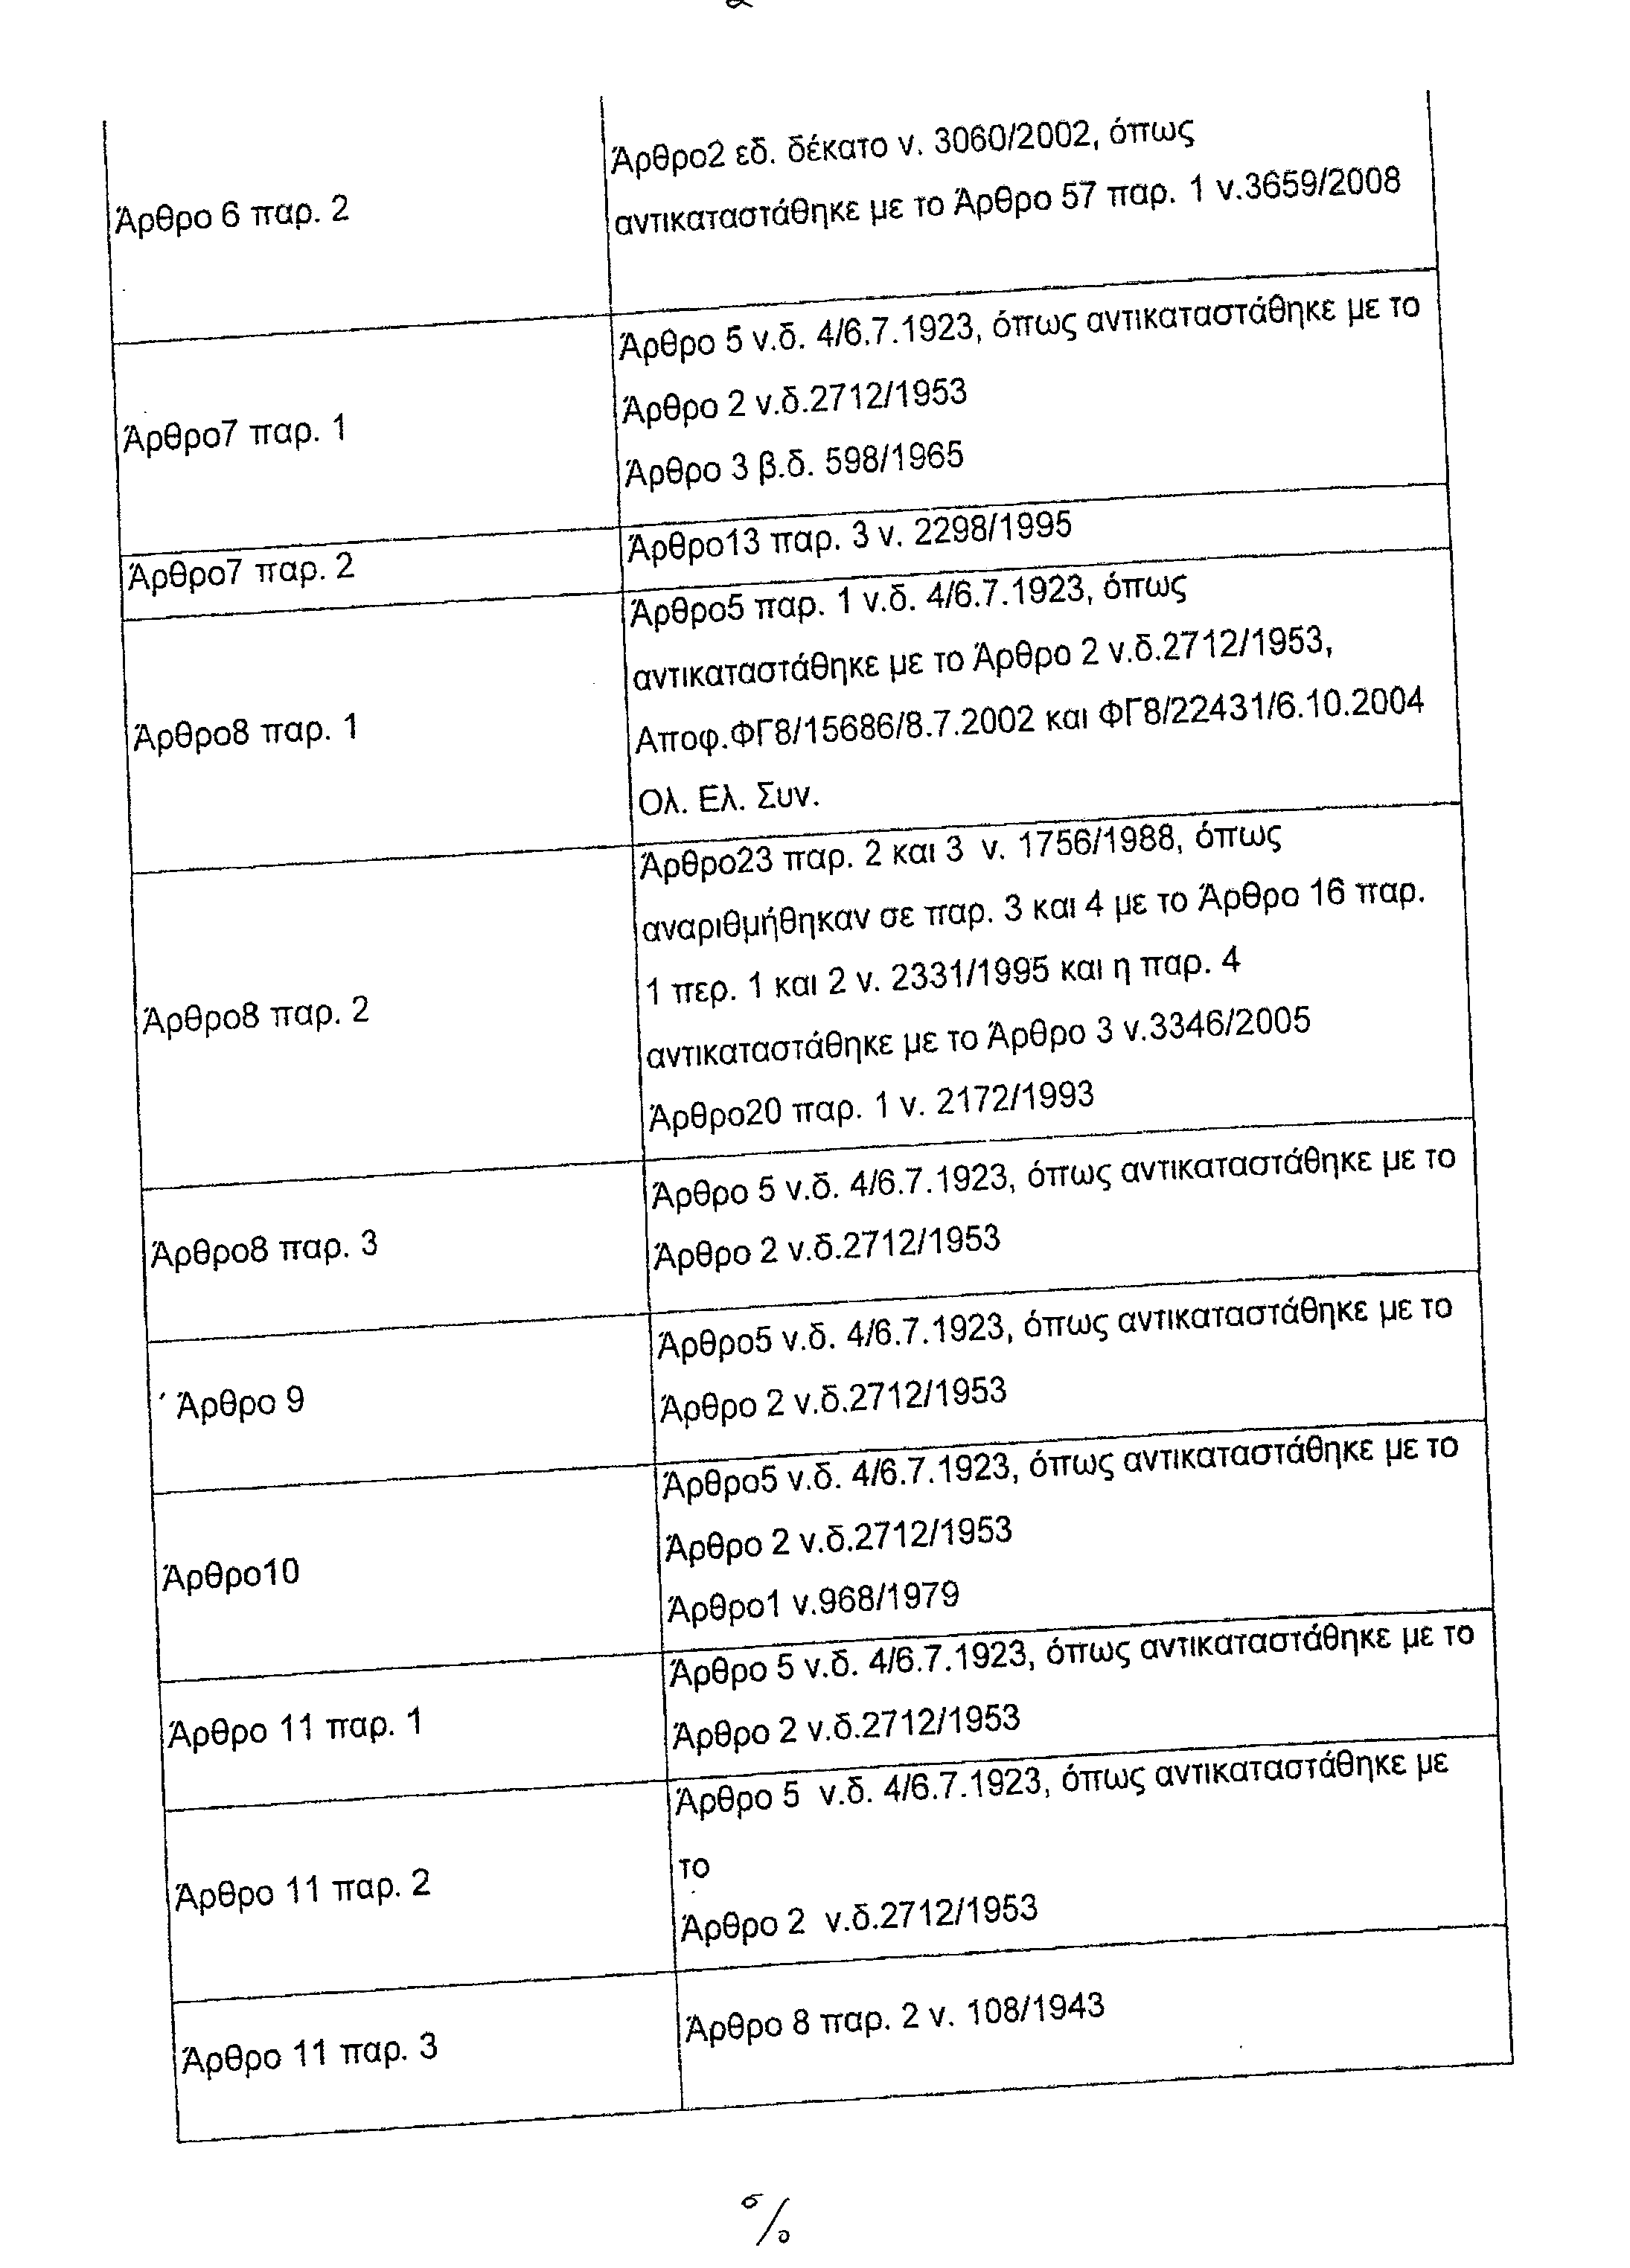 Άρθρο 6 παρ. 2
Άρθρο2 εδ. δέκατο ν. 3060/2002, όπως
αντικαταστάθηκε με το Άρθρο 57 παρ. 1 ν.3659/2008
Άρθρο7 παρ. 1
Άρθρο 5 ν.δ. 4/6.7.1923, όπως αντικαταστάθηκε με το
Άρθρο 2 ν.δ.2712/1953
Άρθρο 3 β.δ. 598/1965
Άρθρο7 παρ. 2
Άρθρο13 παρ. 3 ν. 2298/1995
Άρθρο8 παρ. 1
Άρθρο5 παρ. 1 ν.δ. 4/6.7.1923, όπως
αντικαταστάθηκε με το Άρθρο 2 ν.δ.2712/1953,
Αποφ.ΦΓ8/15686/8.7.2002 και ΦΓ8/22431/6.10.2004
Ολ. Ελ. Συν.
Άρθρο8 παρ. 2
Άρθρο23 παρ. 2 και 3 ν. 1756/1988, όπως
αναριθμήθηκαν σε παρ. 3 και 4 με το Άρθρο 16 παρ.
1 περ. 1 και 2 ν. 2331/1995 και η παρ. 4
αντικαταστάθηκε με το Άρθρο 3 ν.3346/2005
Άρθρο20 παρ. 1 ν. 2172/1993
Άρθρο8 παρ. 3
Άρθρο 5 ν.δ. 4/6.7.1923, όπως αντικαταστάθηκε με το
Άρθρο 2 ν.δ.2712/1953
΄ Άρθρο 9
Άρθρο5 ν.δ. 4/6.7.1923, όπως αντικαταστάθηκε με το
Άρθρο 2 ν.δ.2712/1953
Άρθρο10
Άρθρο5 ν.δ. 4/6.7.1923, όπως αντικαταστάθηκε με το
Άρθρο 2 ν.δ.2712/1953
Άρθρο1 ν.968/1979
Άρθρο 11 παρ. 1
Άρθρο 5 ν.δ. 4/6.7.1923, όπως αντικαταστάθηκε με το
Άρθρο 2 ν.δ.2712/1953
Άρθρο 11 παρ. 2
Άρθρο 5 ν.δ. 4/6.7.1923, όπως αντικαταστάθηκε με
το
Άρθρο 2 ν.δ.2712/1953
Άρθρο 11 παρ. 3
Άρθρο 8 παρ. 2 ν. 108/1943